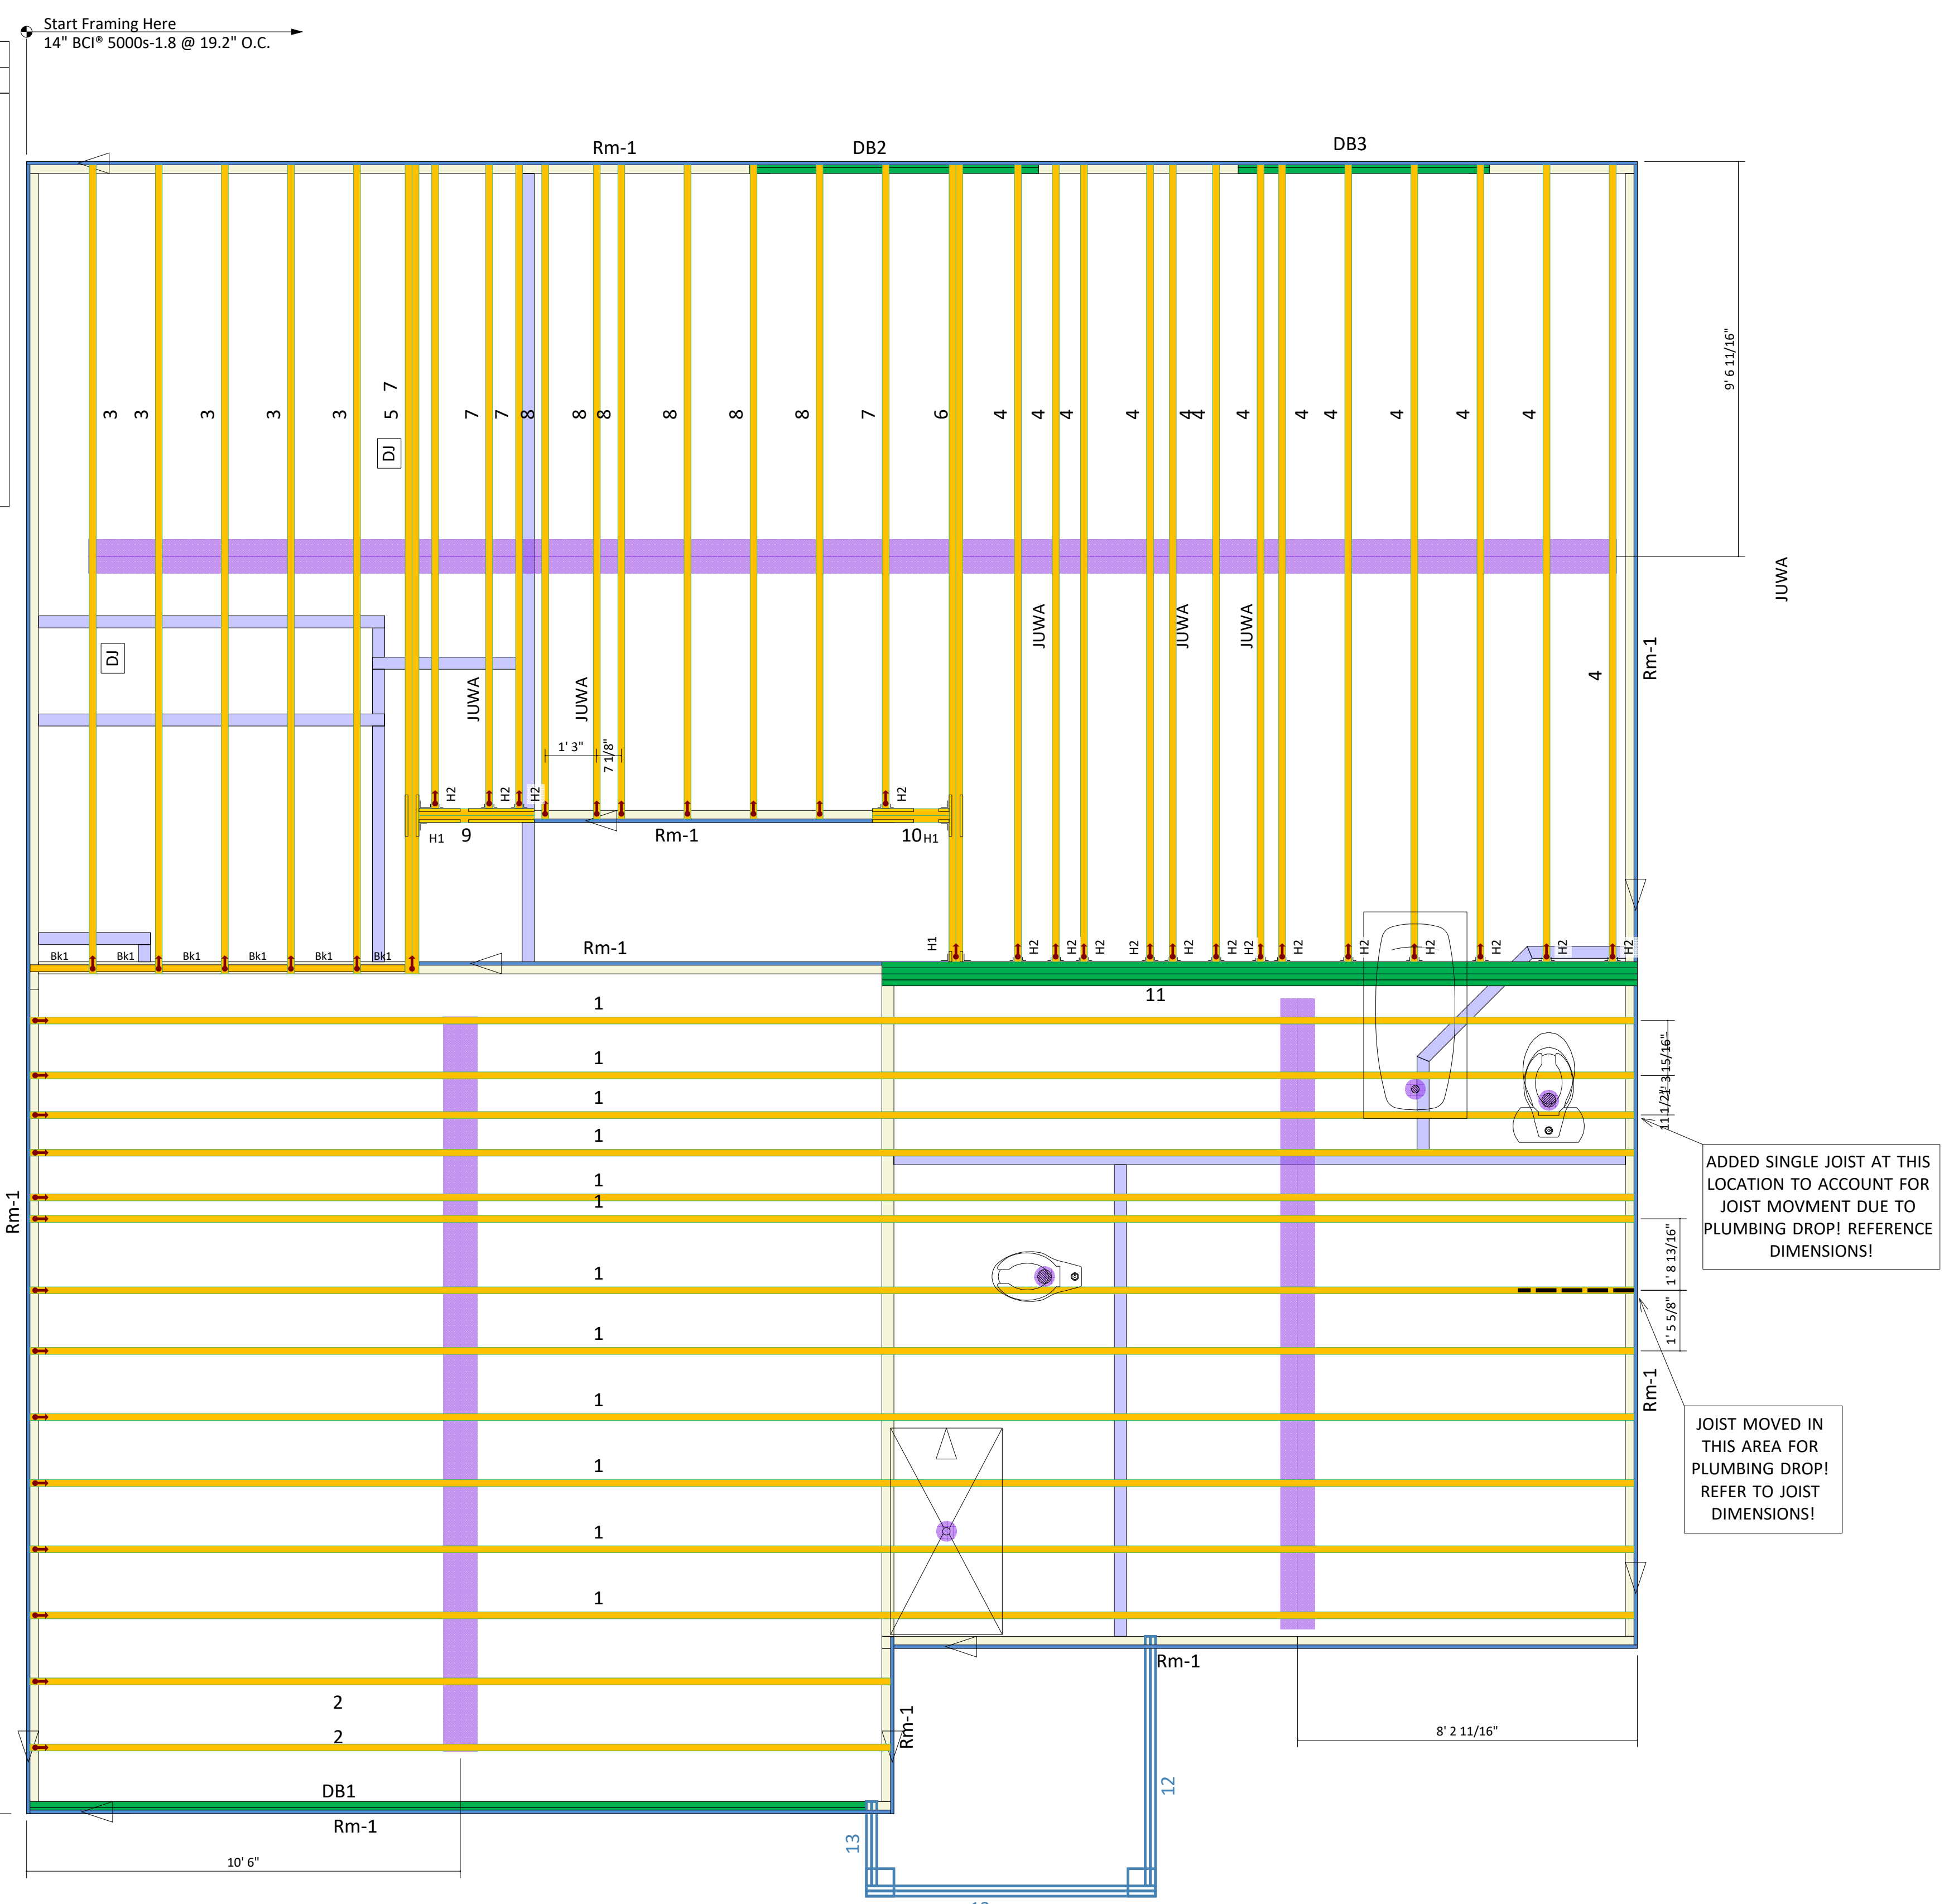 Start Framing Here
14" BCI® 5000s-1.8 @ 19.2" O.C.
Rm-1
DB2
DB3
9' 6 11/16"
3
3
3
3
3
5
7
7
7
8
8
8
8
8
8
7
6
4
4
4
4
4
4
4
4
4
4
4
4
4
DJ
DJ
JUWA
JUWA
JUWA
JUWA
JUWA
JUWA
Rm-1
1' 3"
7 1/8"
H2
H2
H2
H2
H1
9
Rm-1
10
H1
Bk1
Bk1
Bk1
Bk1
Bk1
Bk1
Rm-1
H1
H2
H2
H2
H2
H2
H2
H2
H2
H2
H2
H2
H2
H2
11
1
1
1
1
1
1
1
1
1
1
1
1
2
2
1' 3 15/16"
11 1/2"
ADDED SINGLE JOIST AT THIS
LOCATION TO ACCOUNT FOR
JOIST MOVMENT DUE TO
PLUMBING DROP! REFERENCE
DIMENSIONS!
1' 8 13/16"
1' 5 5/8"
Rm-1
Rm-1
JOIST MOVED IN
THIS AREA FOR
PLUMBING DROP!
REFER TO JOIST
DIMENSIONS!
Rm-1
Rm-1
8' 2 11/16"
DB1
Rm-1
12
13
10' 6"